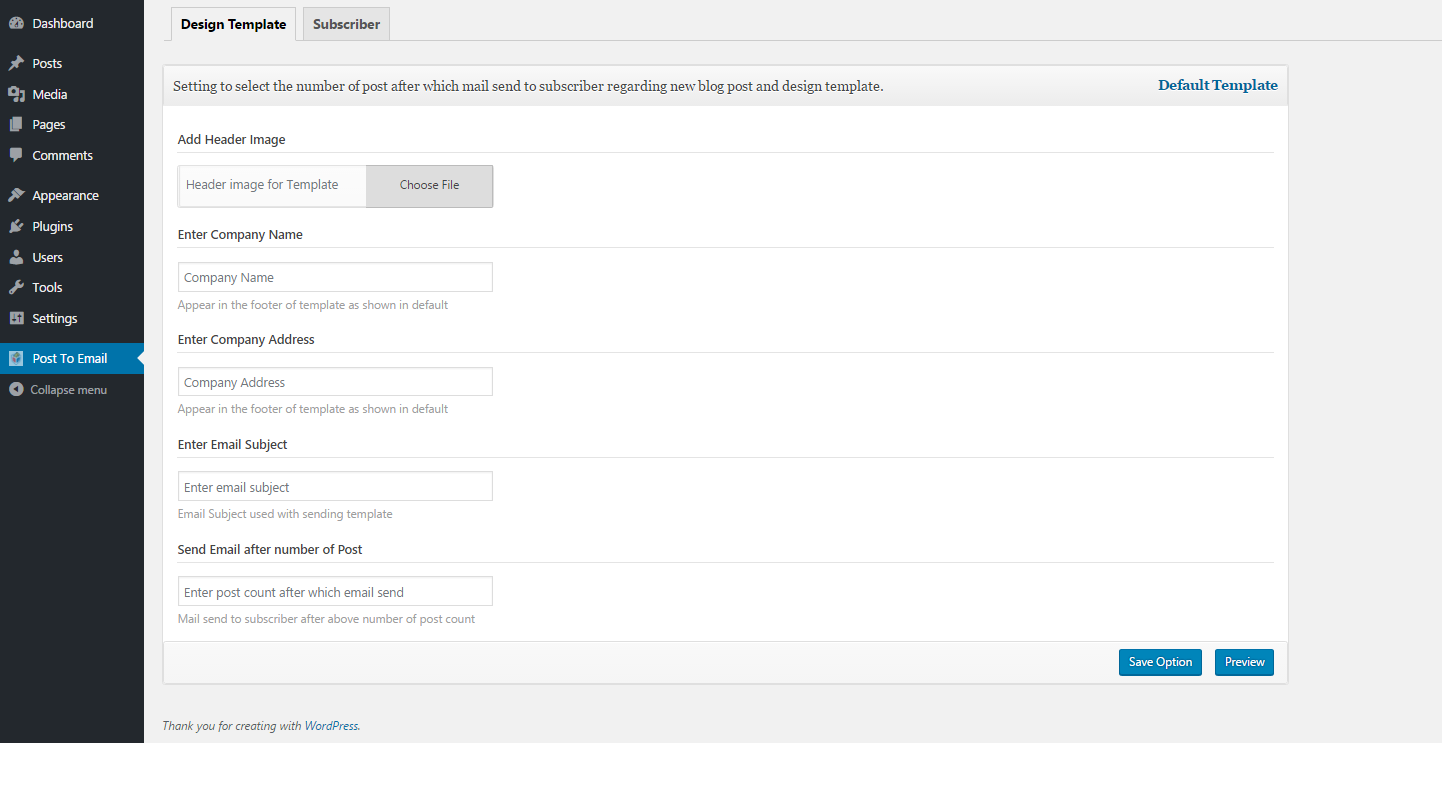 Dashboard
Posts
Media
Pages
Comments
Appearance
Plugins
Users
Tools
Settings
Post To Email
Collapse menu
Design Template
Subscriber
Setting to select the number of post after which mail send to subscriber regarding new blog post and design template.
Default Template
Add Header Image
Header image for Template
Choose File
Enter Company Name
Company Name
Appear in the footer of template as shown in default
Enter Company Address
Company Address
Appear in the footer of template as shown in default
Enter Email Subject
Enter email subject
Email Subject used with sending template
Send Email after number of Post
Enter post count after which email send
Mail send to subscriber after above number of post count
Save Option
Preview
Thank you for creating with WordPress.